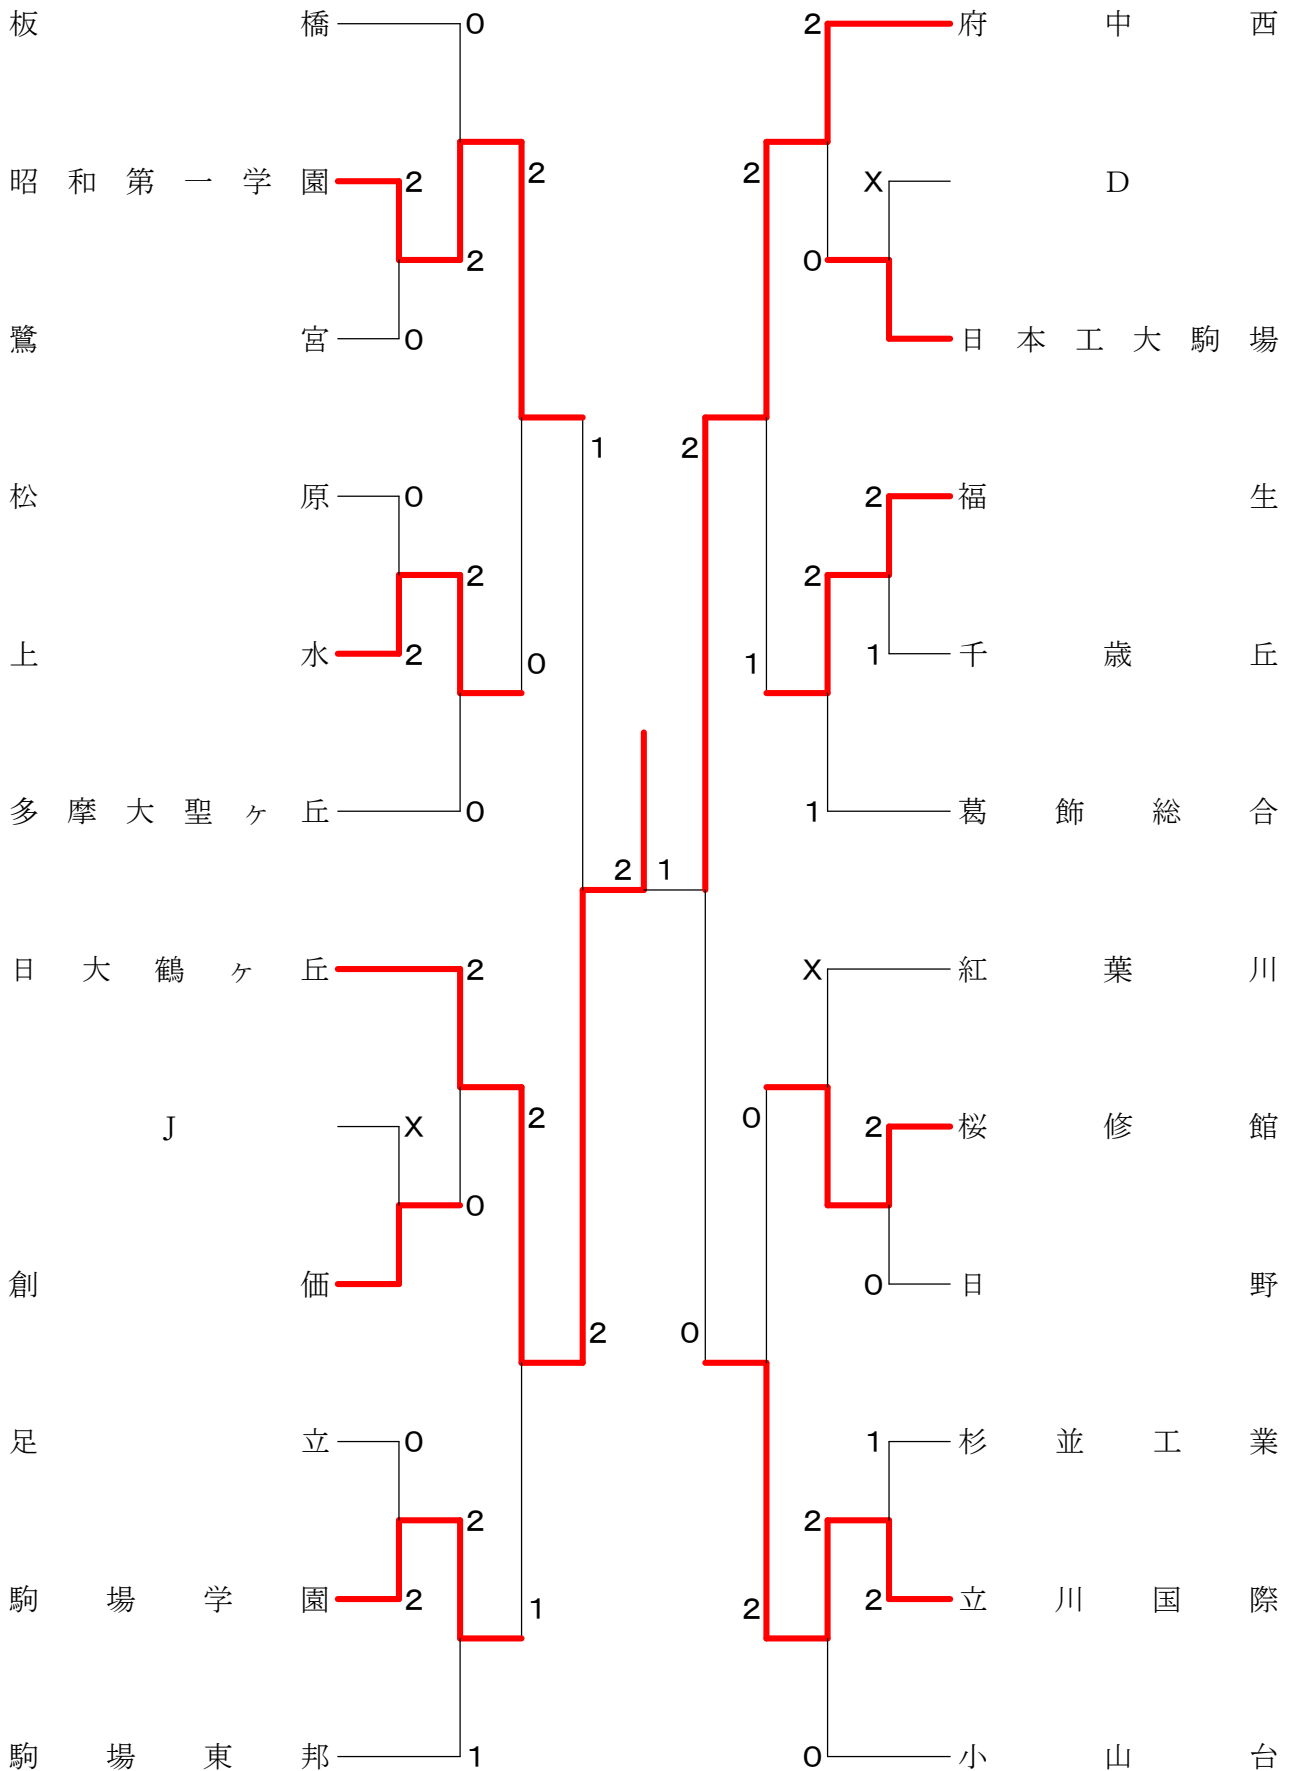 板橋 0 2 府中西
昭和第一学園 2 2 2 X D
2 0
鷺宮 0 日本工大駒場
1 2
松原 0 2 福生
2 2
上水 2 0 1 1 千歳丘
多摩大聖ヶ丘 0 1 葛飾総合
2 1
日大鶴ヶ丘 2 X 紅葉川
J X 2 0 2 桜修館
0
創価 0 日野
2 0
足立 0 1 杉並工業
2 2
駒場学園 2 1 2 2 立川国際
駒場東邦 1 0 小山台